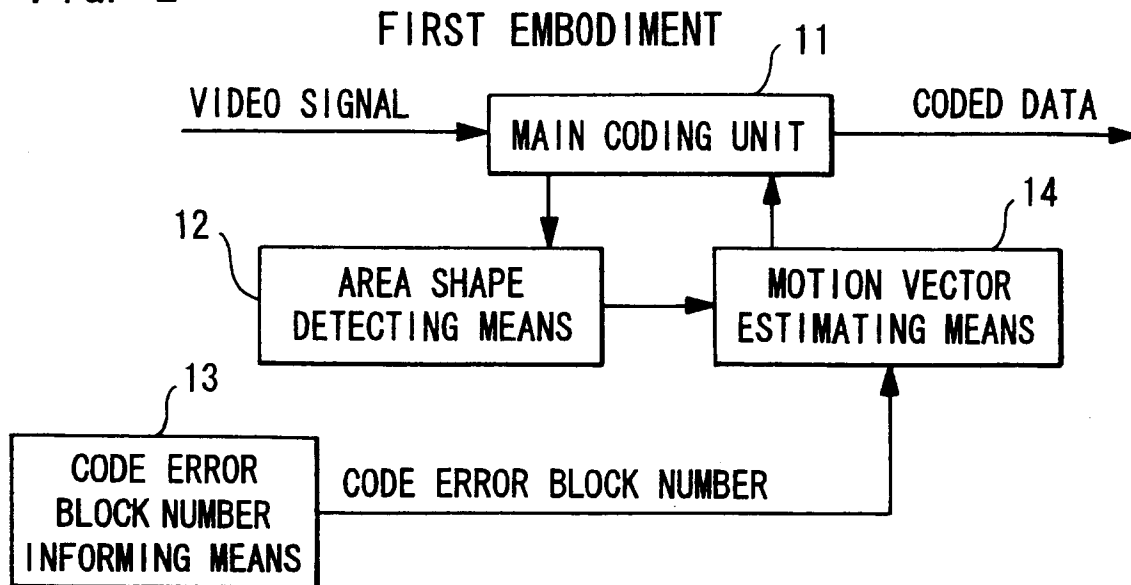 FIRST EMBODIMENT
11
VIDEO SIGNAL
MAIN CODING UNIT
CODED DATA
12
14
AREA SHAPE
DETECTING MEANS
MOTION VECTOR
ESTIMATING MEANS
13
CODE ERROR
BLOCK NUMBER
INFORMING MEANS
CODE ERROR BLOCK NUMBER